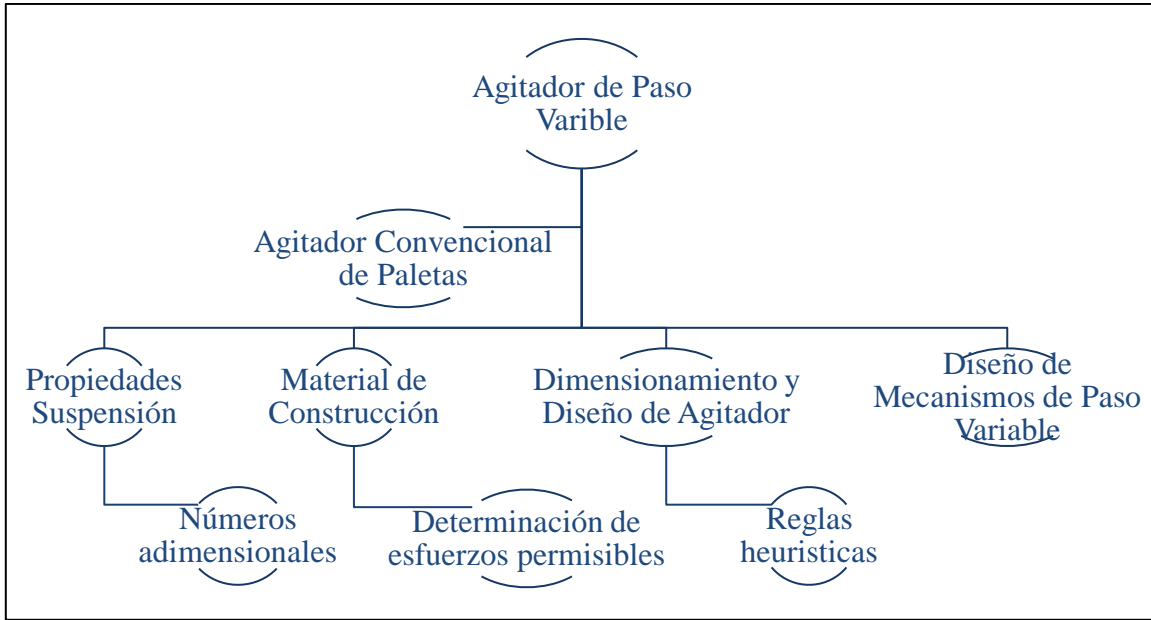 Agitador de Paso
Varible
Agitador Convencional
de Paletas
Propiedades
Suspensión
Material de
Construcción
Dimensionamiento y
Diseño de Agitador
Diseño de
Mecanismos de Paso
Variable
Números
adimensionales
Determinación de
esfuerzos permisibles
Reglas
heuristicas